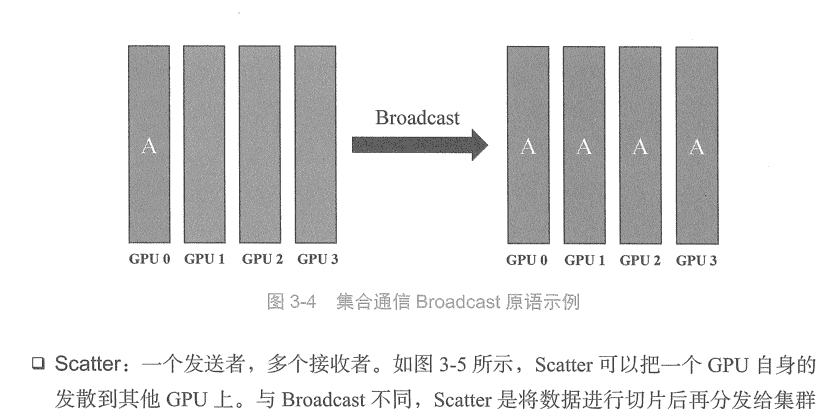 Broadcast
A
A A A A
GPU 0 GPU 1 GPU 2 GPU 3
GPU 0 GPU 1 GPU 2 GPU 3
图 3-4 集合通信 Broadcast 原语示例
❑ Scatter：一个发送者，多个接收者。如图 3-5 所示，Scatter 可以把一个 GPU 自身的
发散到其他 GPU 上。与 Broadcast 不同，Scatter 是将数据进行切片后再分发给集群